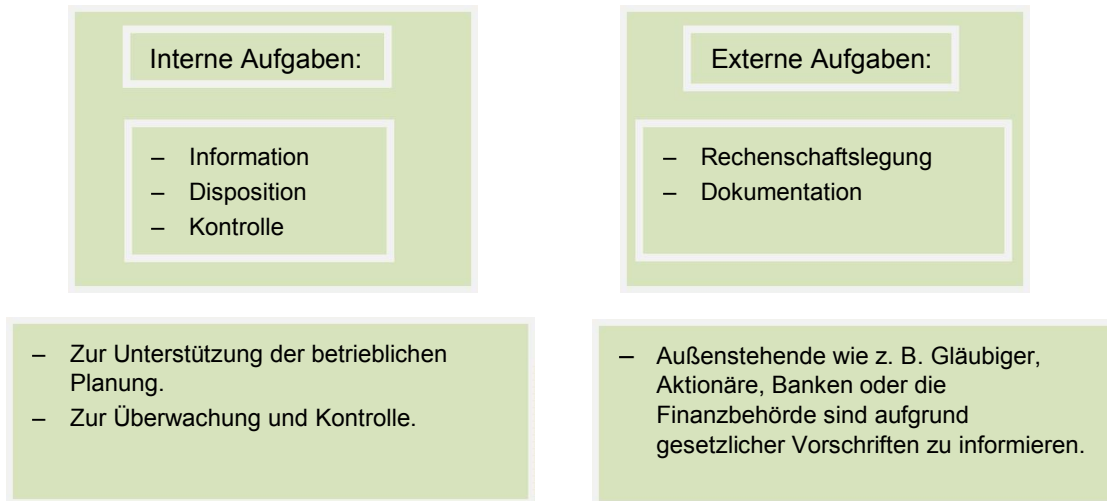 Interne Aufgaben:
– Information
– Disposition
– Kontrolle
– Zur Unterstützung der betrieblichen
Planung.
– Zur Überwachung und Kontrolle.
Externe Aufgaben:
– Rechenschaftslegung
– Dokumentation
– Außenstehende wie z. B. Gläubiger,
Aktionäre, Banken oder die
Finanzbehörde sind aufgrund
gesetzlicher Vorschriften zu informieren.